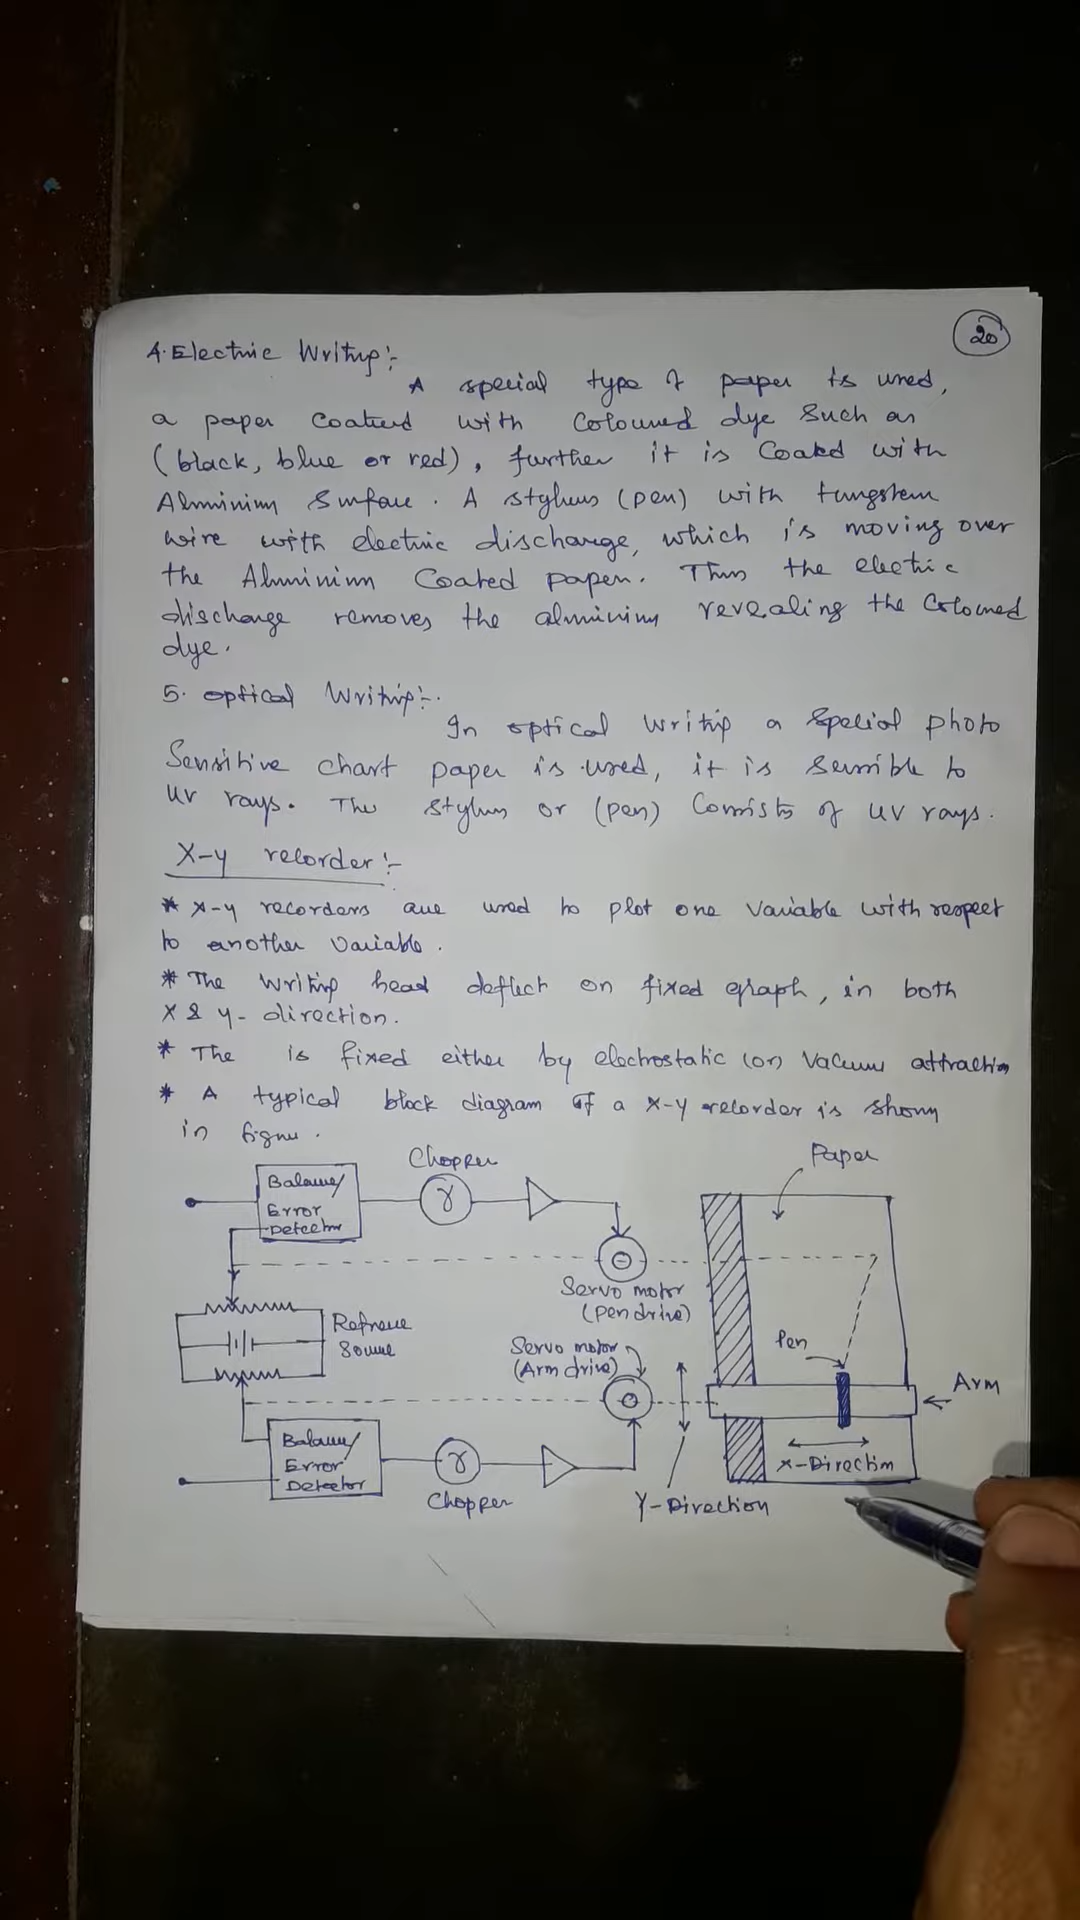 20
4. Electric Writing:-
A special type of paper is used,
a paper coated with Coloured dye such as
(black, blue or red), further it is Coated with
Aluminium Surface. A stylus (pen) with tungsten
wire with electric discharge, which is moving over
the Aluminium Coated paper. Thus the electric
discharge removes the aluminium revealing the Coloured
dye.
5. optical Writing:-
In optical writing a special photo
Sensitive chart paper is used, it is sensible to
UV rays. The stylus or (pen) Consists of UV rays.
X-y recorder:-
* X-y recorders are used to plot one variable with respect
to another variable.
* The writing head deflect on fixed graph, in both
X & y - direction.
* The is fixed either by electrostatic (or) Vacuum attraction
* A typical block diagram of a X-y recorder is shown
in figure.
Balance/
Error
Detector
Chopper
Servo motor
(pen drive)
Paper
Refrence
Source
Servo motor
(Arm drive)
Pen
Arm
Balance/
Error
Detector
Chopper
Y-Direction
X-Direction